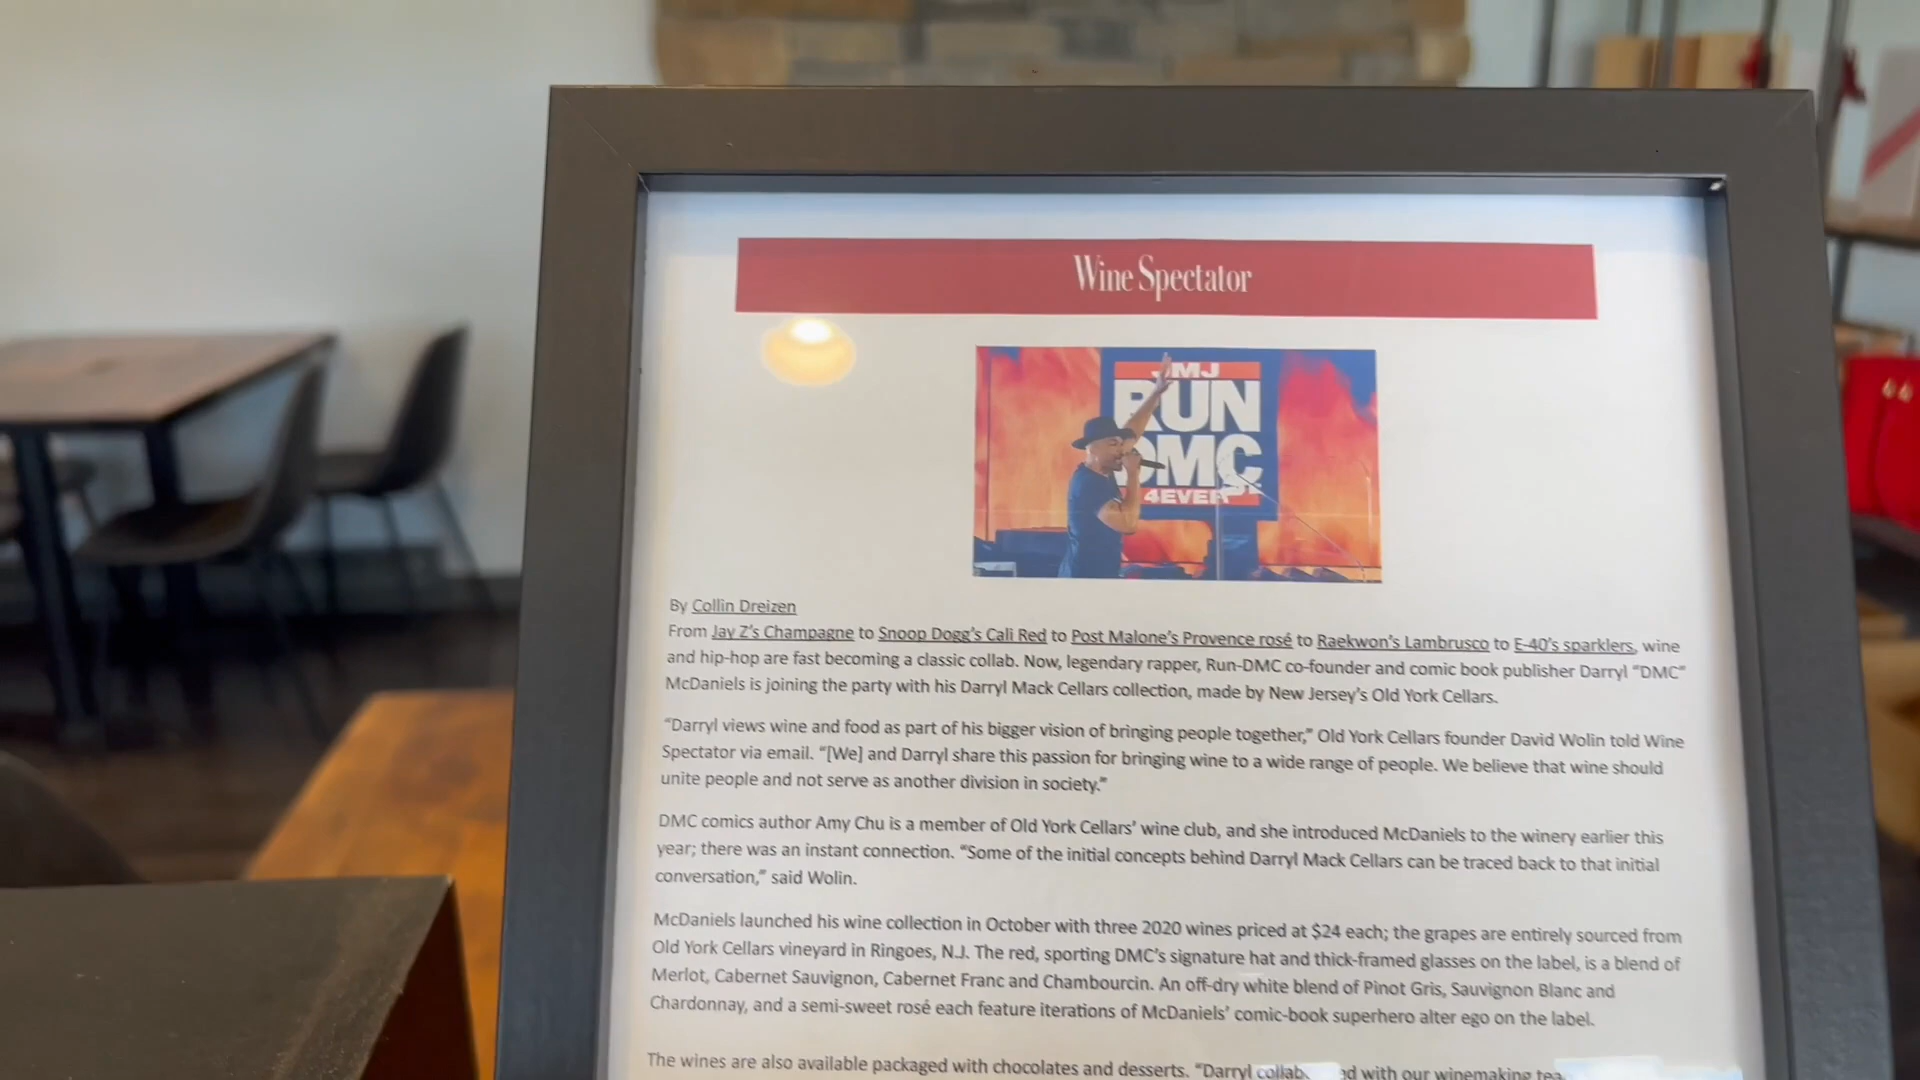 Wine Spectator
JMJ
RUN
DMC
4EVER
By Collin Dreizen
From Jay Z's Champagne to Snoop Dogg's Cali Red to Post Malone's Provence rosé to Raekwon's Lambrusco to E-40's sparklers, wine
and hip-hop are fast becoming a classic collab. Now, legendary rapper, Run-DMC co-founder and comic book publisher Darryl "DMC"
McDaniels is joining the party with his Darryl Mack Cellars collection, made by New Jersey's Old York Cellars.
"Darryl views wine and food as part of his bigger vision of bringing people together," Old York Cellars founder David Wolin told Wine
Spectator via email. "[We] and Darryl share this passion for bringing wine to a wide range of people. We believe that wine should
unite people and not serve as another division in society."
DMC comics author Amy Chu is a member of Old York Cellars' wine club, and she introduced McDaniels to the winery earlier this
year; there was an instant connection. "Some of the initial concepts behind Darryl Mack Cellars can be traced back to that initial
conversation," said Wolin.
McDaniels launched his wine collection in October with three 2020 wines priced at $24 each; the grapes are entirely sourced from
Old York Cellars vineyard in Ringoes, N.J. The red, sporting DMC's signature hat and thick-framed glasses on the label, is a blend of
Merlot, Cabernet Sauvignon, Cabernet Franc and Chambourcin. An off-dry white blend of Pinot Gris, Sauvignon Blanc and
Chardonnay, and a semi-sweet rosé each feature iterations of McDaniels' comic-book superhero alter ego on the label.
The wines are also available packaged with chocolates and desserts. "Darryl with our winemaking